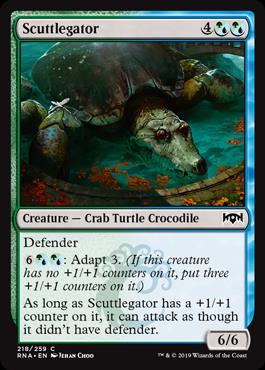 Scuttlegator 4
Creature — Crab Turtle Crocodile
Defender
6 : Adapt 3. (If this creature
has no +1/+1 counters on it, put three
+1/+1 counters on it.)
As long as Scuttlegator has a +1/+1
counter on it, it can attack as though
it didn't have defender.
6/6
218/259 C
RNA • EN Jehan Choo
™ & © 2019 Wizards of the Coast